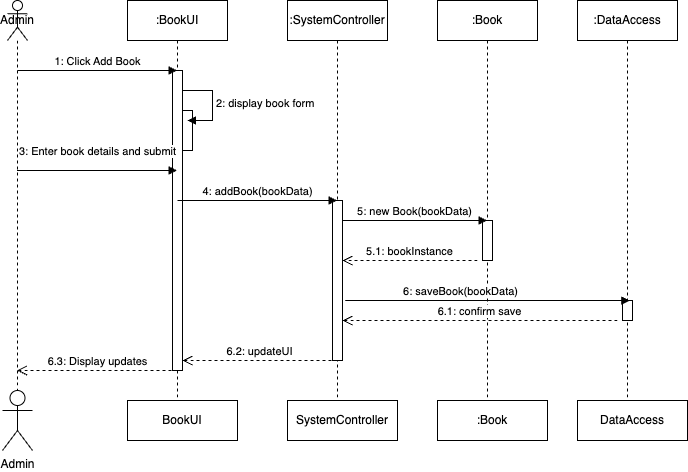 Admin
:BookUI
:SystemController
:Book
:DataAccess
1: Click Add Book
2: display book form
3: Enter book details and submit
4: addBook(bookData)
5: new Book(bookData)
5.1: bookInstance
6: saveBook(bookData)
6.1: confirm save
6.2: updateUI
6.3: Display updates
BookUI
SystemController
:Book
DataAccess
Admin